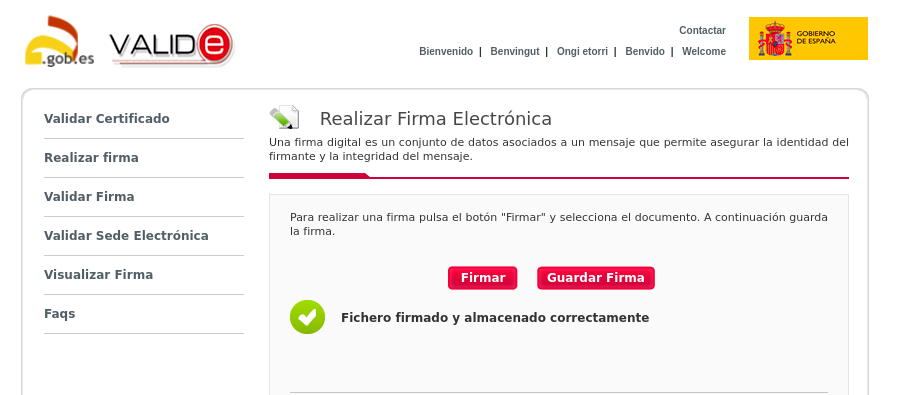 .gob.es
VALIDe
Contactar
Bienvenido | Benvingut | Ongi etorri | Benvido | Welcome
GOBIERNO
DE ESPAÑA
Validar Certificado
Realizar firma
Validar Firma
Validar Sede Electrónica
Visualizar Firma
Faqs
Realizar Firma Electrónica
Una firma digital es un conjunto de datos asociados a un mensaje que permite asegurar la identidad del
firmante y la integridad del mensaje.
Para realizar una firma pulsa el botón "Firmar" y selecciona el documento. A continuación guarda
la firma.
Firmar
Guardar Firma
Fichero firmado y almacenado correctamente